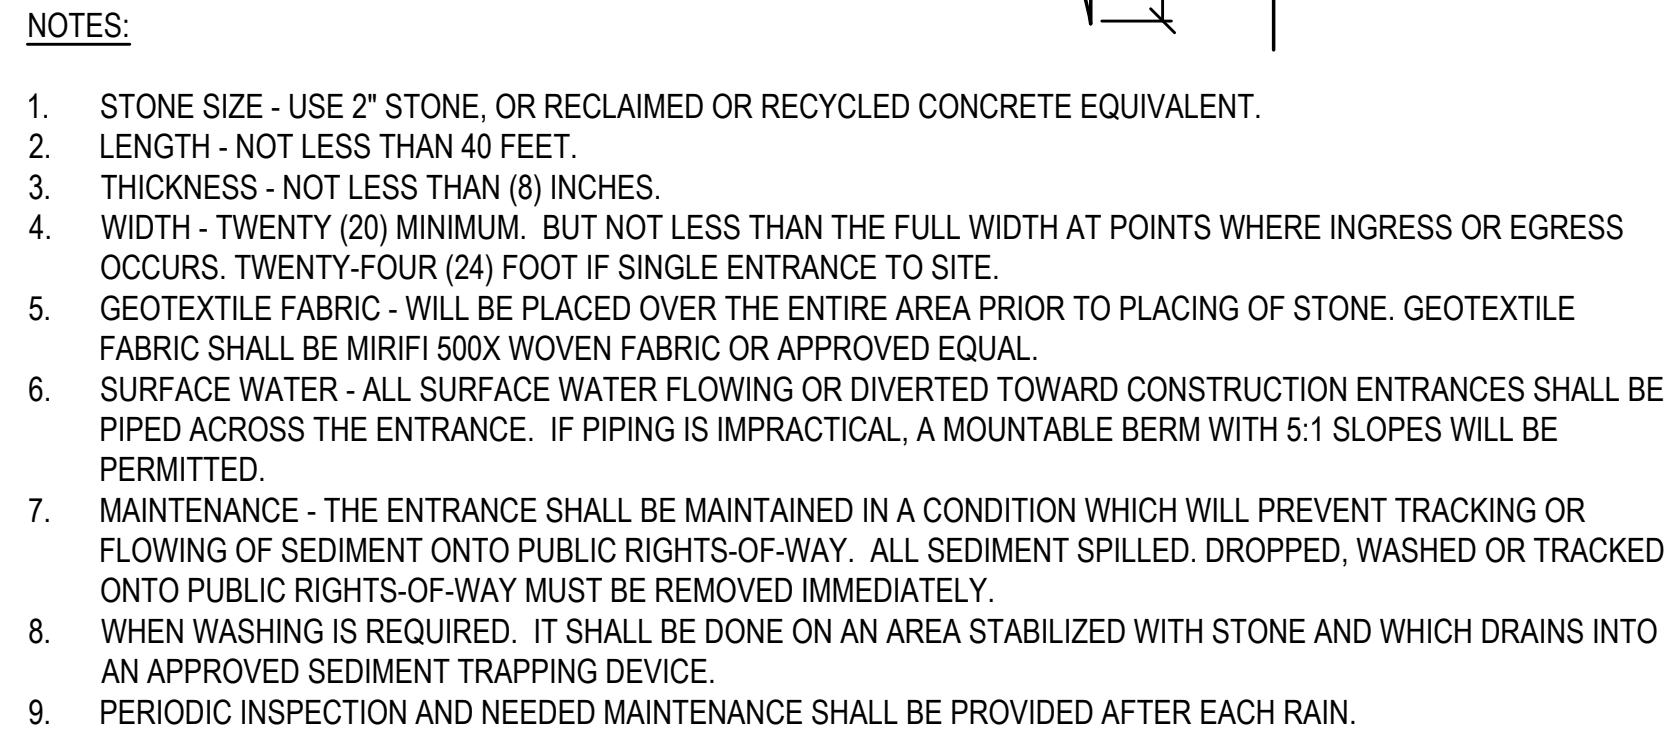 NOTES:
1. STONE SIZE - USE 2" STONE, OR RECLAIMED OR RECYCLED CONCRETE EQUIVALENT.
2. LENGTH - NOT LESS THAN 40 FEET.
3. THICKNESS - NOT LESS THAN (8) INCHES.
4. WIDTH - TWENTY (20) MINIMUM. BUT NOT LESS THAN THE FULL WIDTH AT POINTS WHERE INGRESS OR EGRESS
OCCURS. TWENTY-FOUR (24) FOOT IF SINGLE ENTRANCE TO SITE.
5. GEOTEXTILE FABRIC - WILL BE PLACED OVER THE ENTIRE AREA PRIOR TO PLACING OF STONE. GEOTEXTILE
FABRIC SHALL BE MIRIFI 500X WOVEN FABRIC OR APPROVED EQUAL.
6. SURFACE WATER - ALL SURFACE WATER FLOWING OR DIVERTED TOWARD CONSTRUCTION ENTRANCES SHALL BE
PIPED ACROSS THE ENTRANCE. IF PIPING IS IMPRACTICAL, A MOUNTABLE BERM WITH 5:1 SLOPES WILL BE
PERMITTED.
7. MAINTENANCE - THE ENTRANCE SHALL BE MAINTAINED IN A CONDITION WHICH WILL PREVENT TRACKING OR
FLOWING OF SEDIMENT ONTO PUBLIC RIGHTS-OF-WAY. ALL SEDIMENT SPILLED. DROPPED, WASHED OR TRACKED
ONTO PUBLIC RIGHTS-OF-WAY MUST BE REMOVED IMMEDIATELY.
8. WHEN WASHING IS REQUIRED. IT SHALL BE DONE ON AN AREA STABILIZED WITH STONE AND WHICH DRAINS INTO
AN APPROVED SEDIMENT TRAPPING DEVICE.
9. PERIODIC INSPECTION AND NEEDED MAINTENANCE SHALL BE PROVIDED AFTER EACH RAIN.